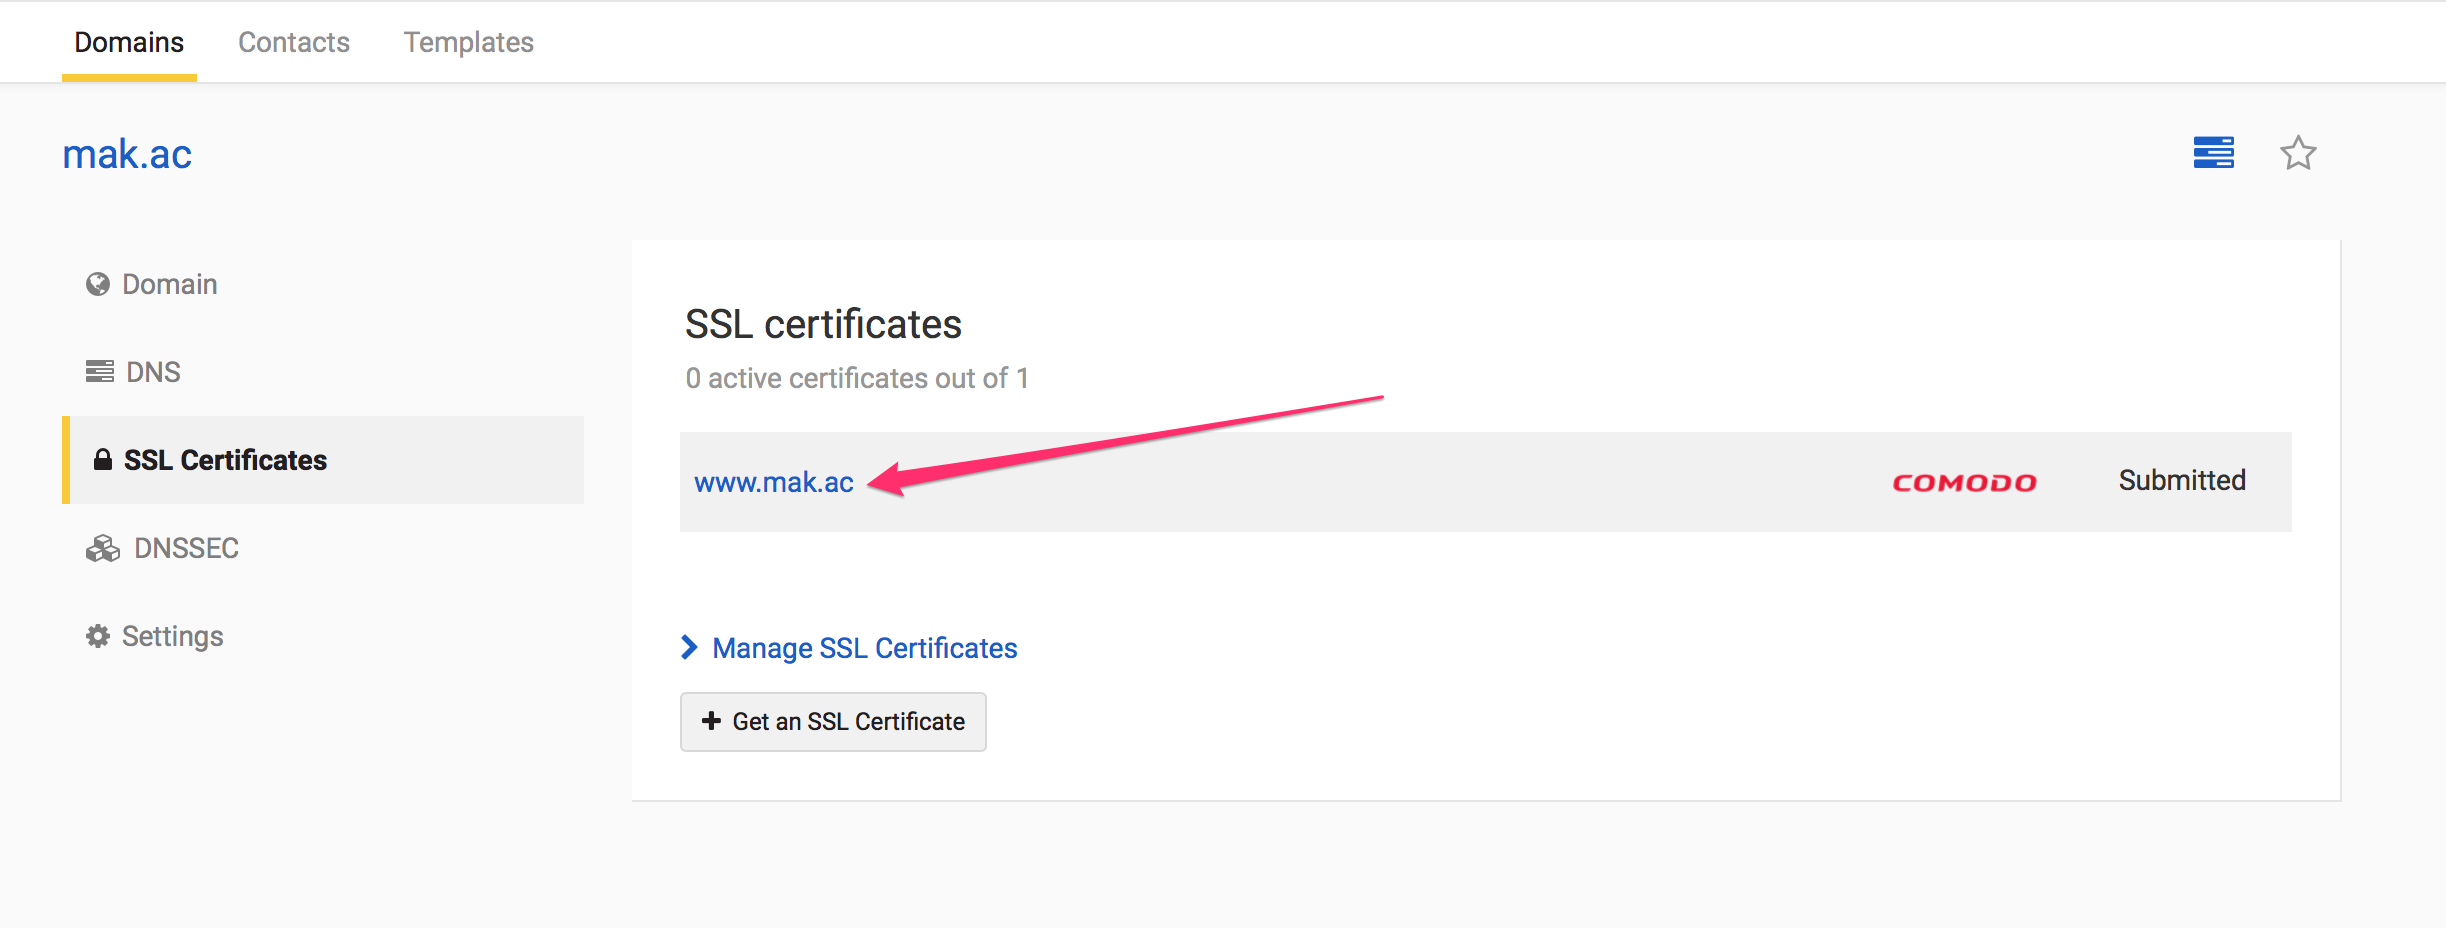 Domains Contacts Templates
mak.ac
Domain
DNS
SSL Certificates
DNSSEC
Settings
SSL certificates
0 active certificates out of 1
www.mak.ac COMODO Submitted
Manage SSL Certificates
Get an SSL Certificate